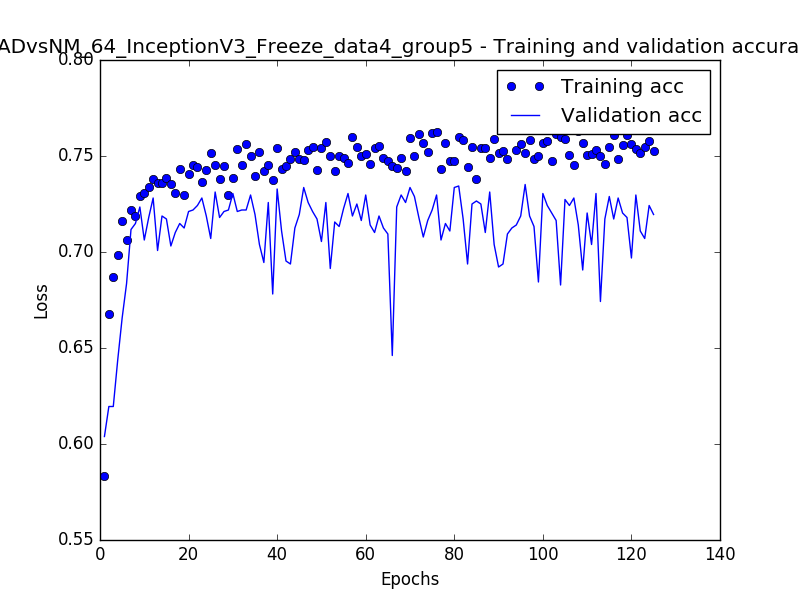 ADvsNM_64_InceptionV3_Freeze_data4_group5 - Training and validation accura
0.80
Training acc
Validation acc
0.75
0.70
Loss
0.65
0.60
0.55
0 20 40 60 80 100 120 140
Epochs